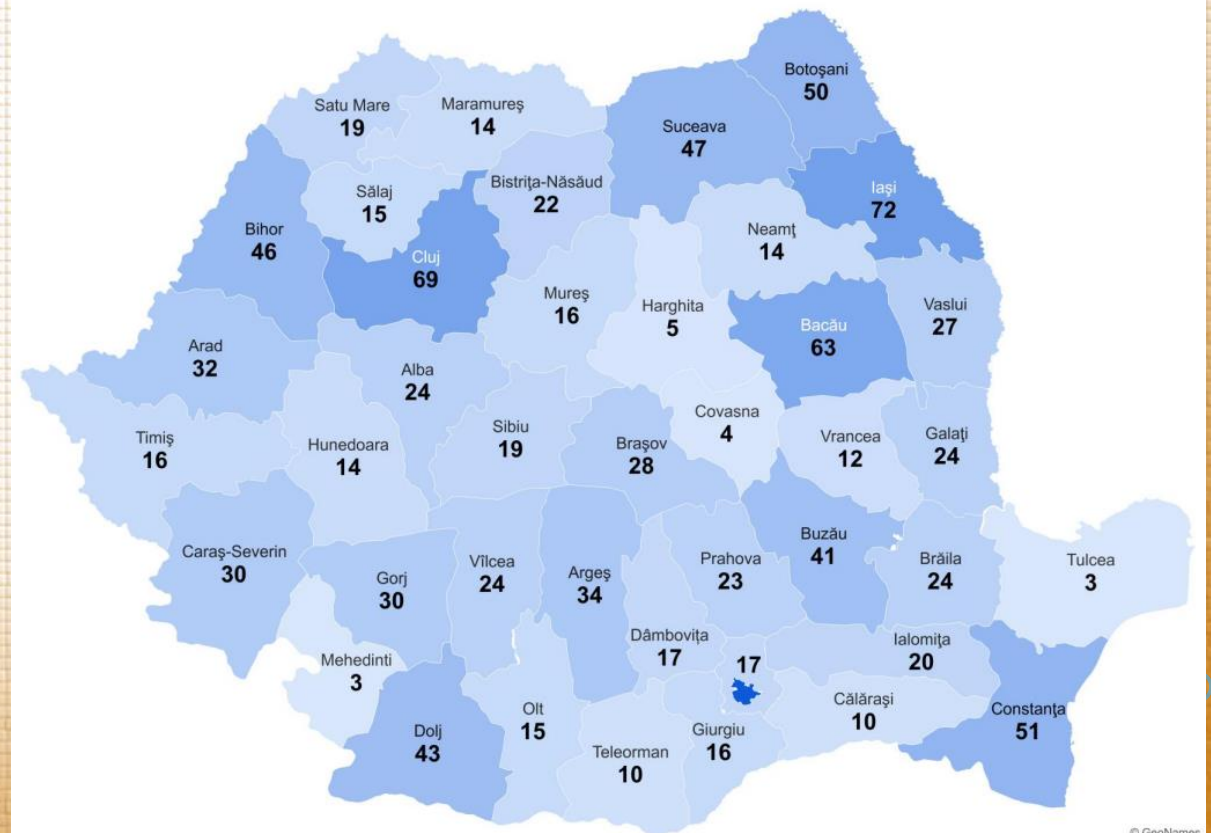 Botoşani
50
Satu Mare
19
Maramureş
14
Suceava
47
Iaşi
72
Bistriţa-Năsăud
22
Sălaj
15
Bihor
46
Cluj
69
Neamţ
14
Mureş
16
Harghita
5
Bacău
63
Vaslui
27
Arad
32
Alba
24
Covasna
4
Timiş
16
Hunedoara
14
Sibiu
19
Braşov
28
Vrancea
12
Galaţi
24
Caraş-Severin
30
Gorj
30
Vîlcea
24
Argeş
34
Prahova
23
Buzău
41
Brăila
24
Tulcea
3
Mehedinti
3
Dâmbovița
17
17
Ialomiţa
20
Dolj
43
Olt
15
Teleorman
10
Giurgiu
16
Călăraşi
10
Constanţa
51
© GeoNames